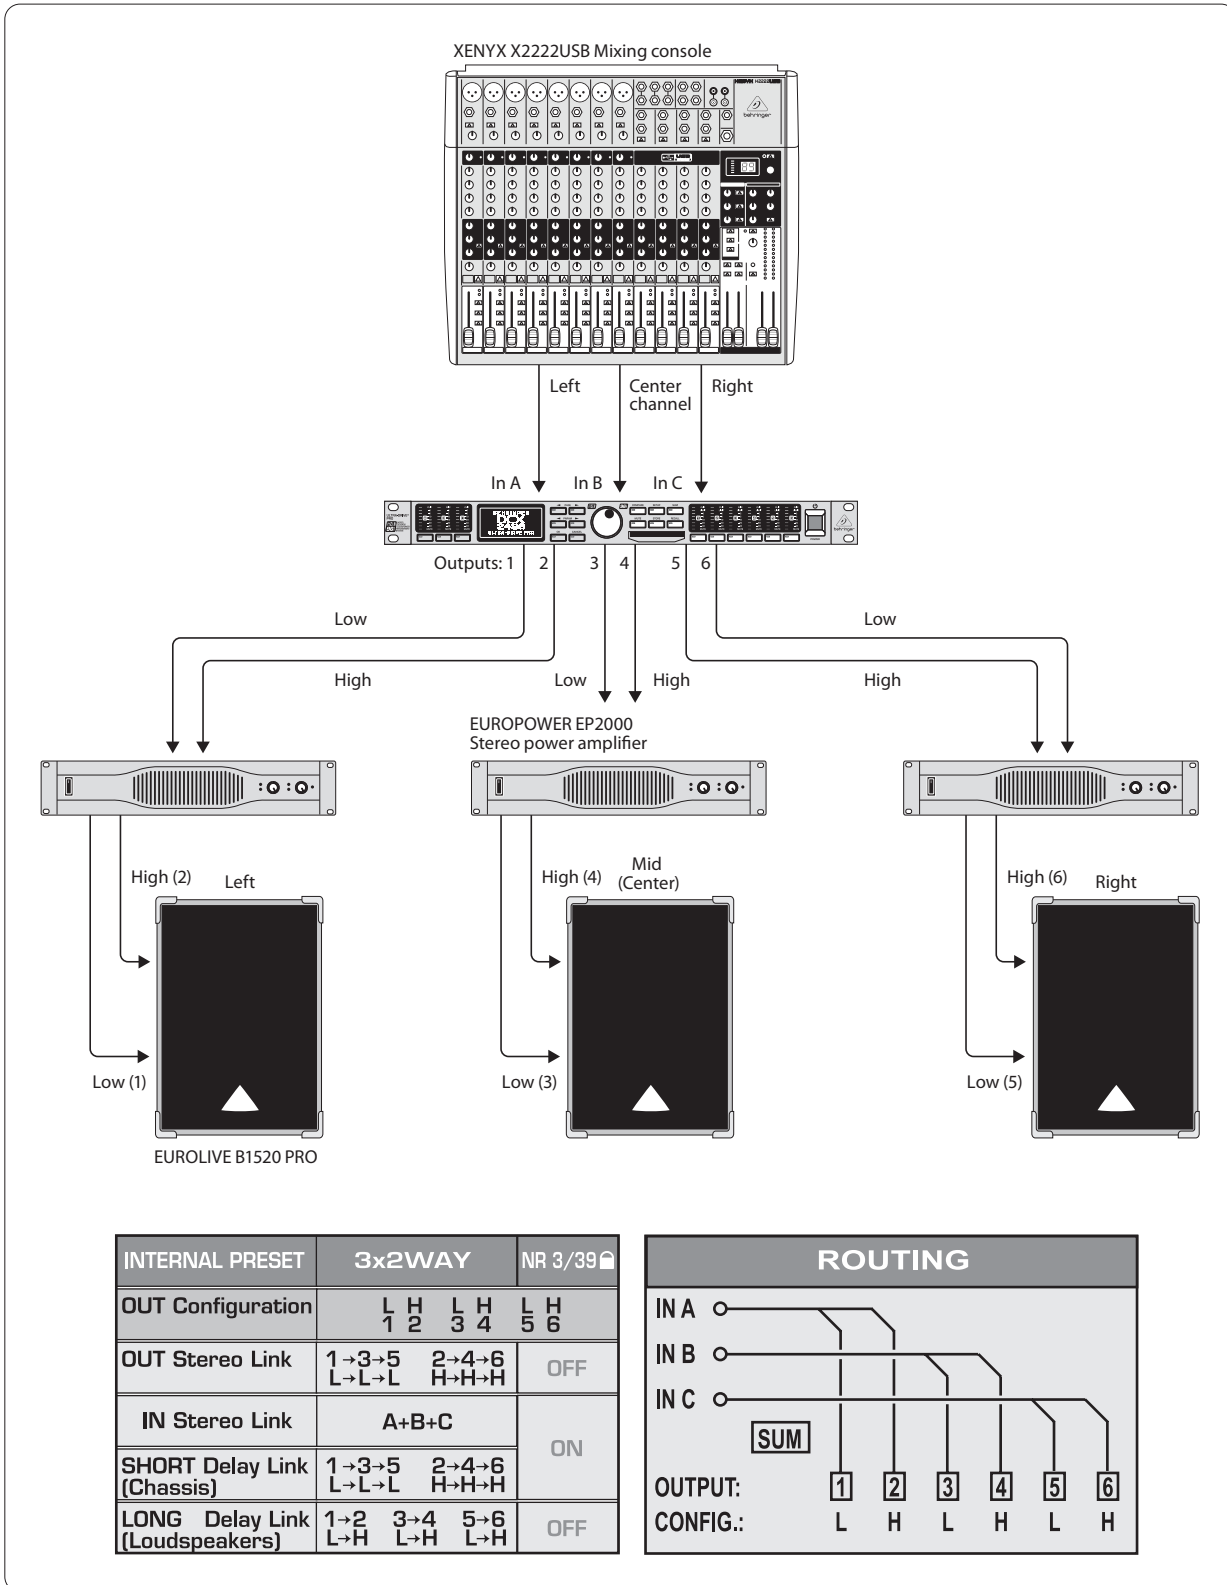 XENYX X2222USB Mixing console
behringer
Left
Center
channel
Right
In A
In B
In C
DCX
2496
Outputs: 1 2 3 4 5 6
Low
Low
High
Low
High
High
EUROPOWER EP2000
Stereo power amplifier
High (2)
Left
High (4)
Mid
(Center)
High (6)
Right
Low (1)
Low (3)
Low (5)
EUROLIVE B1520 PRO
INTERNAL PRESET 3x2WAY NR 3/39
OUT Configuration L H L H L H
1 2 3 4 5 6
OUT Stereo Link 1→3→5 2→4→6 OFF
L→L→L H→H→H
IN Stereo Link A+B+C ON
SHORT Delay Link 1→3→5 2→4→6
(Chassis) L→L→L H→H→H
LONG Delay Link 1→2 3→4 5→6 OFF
(Loudspeakers) L→H L→H L→H
ROUTING
IN A
IN B
IN C
SUM
OUTPUT: 1 2 3 4 5 6
CONFIG.: L H L H L H